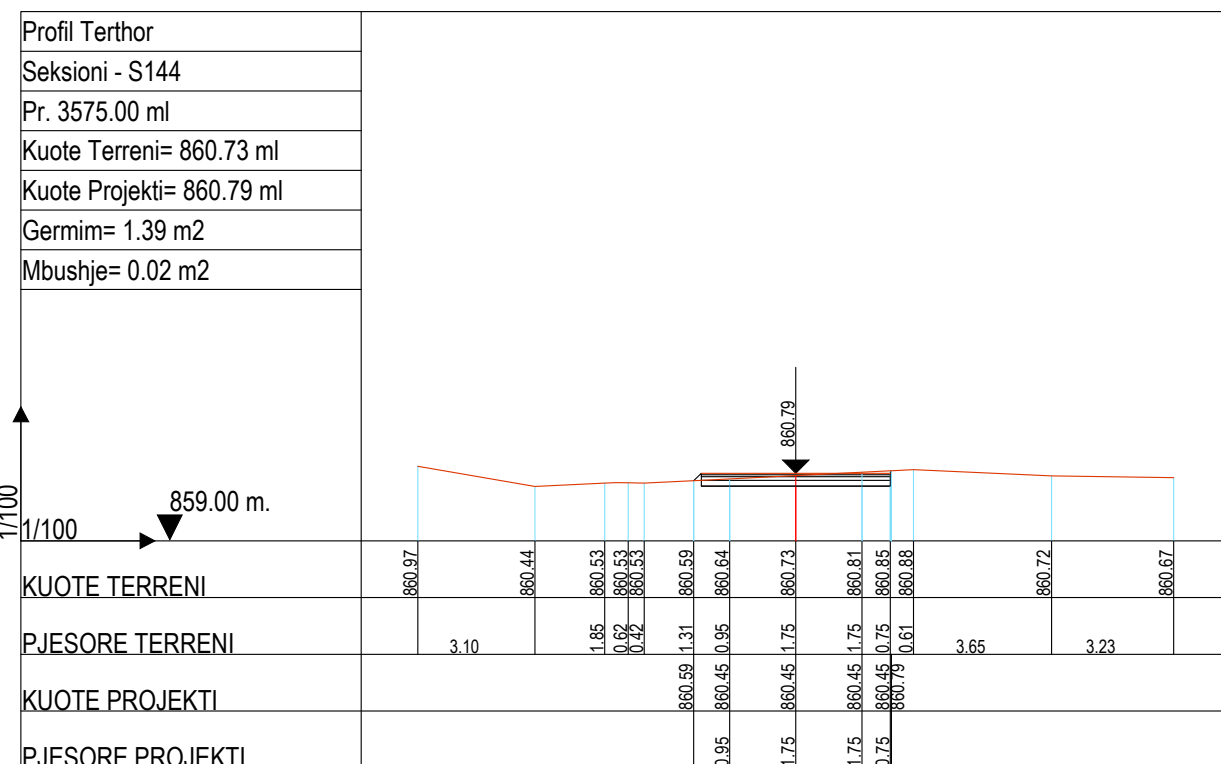 Profil Terthor
Seksioni - S144
Pr. 3575.00 ml
Kuote Terreni= 860.73 ml
Kuote Projekti= 860.79 ml
Germim= 1.39 m2
Mbushje= 0.02 m2
860.79
859.00 m.
1/100
1/100
KUOTE TERRENI 860.97 860.44 860.53 860.53 860.53 860.59 860.64 860.73 860.81 860.85 860.88 860.72 860.67
PJESORE TERRENI 3.10 1.85 0.62 0.42 1.31 0.95 1.75 1.75 0.75 0.61 3.65 3.23
KUOTE PROJEKTI 860.59 860.45 860.45 860.45 860.45 860.79
PJESORE PROJEKTI 0.95 1.75 1.75 0.75